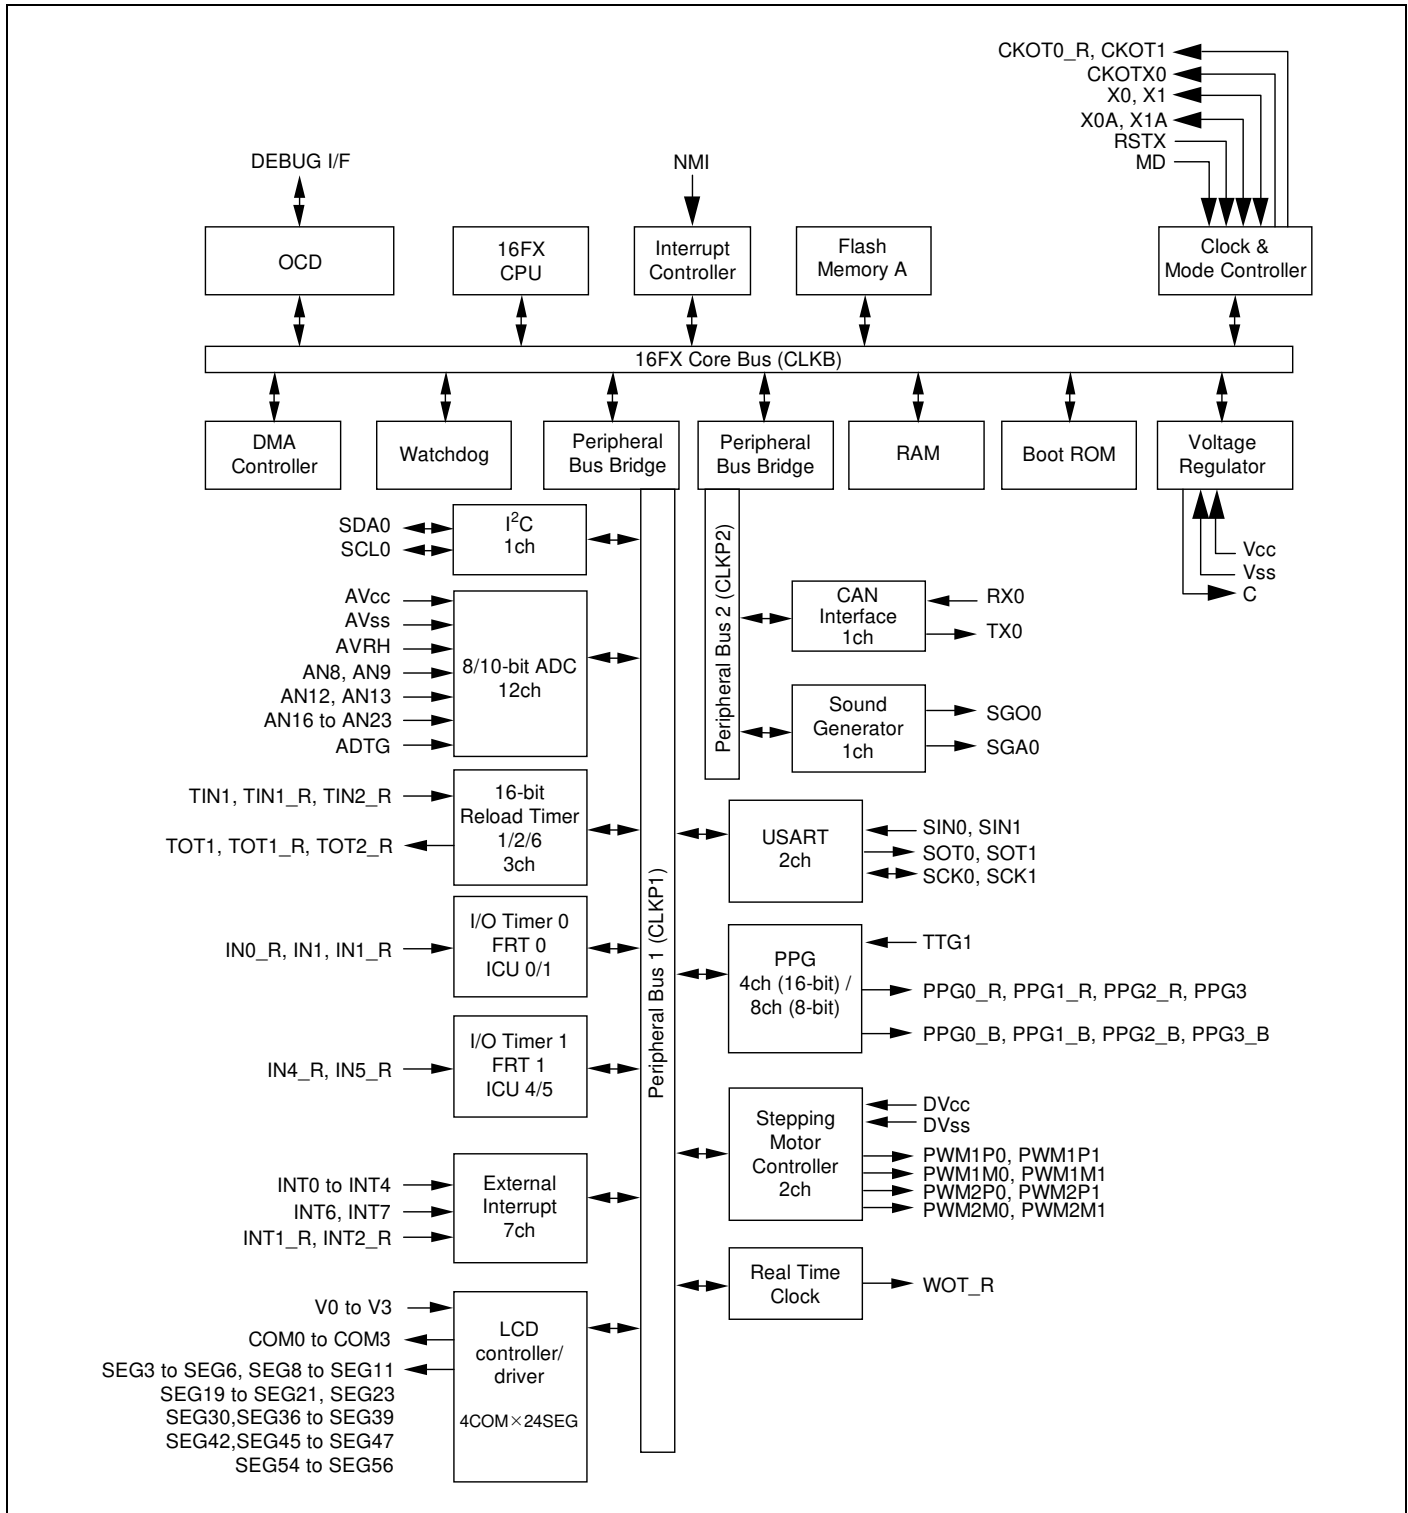 CKOT0_R, CKOT1
CKOTX0
X0, X1
X0A, X1A
RSTX
MD
DEBUG I/F
NMI
OCD
16FX
CPU
Interrupt
Controller
Flash
Memory A
Clock &
Mode Controller
16FX Core Bus (CLKB)
DMA
Controller
Watchdog
Peripheral
Bus Bridge
Peripheral
Bus Bridge
RAM
Boot ROM
Voltage
Regulator
Vcc
Vss
C
SDA0
SCL0
I²C
1ch
AVcc
AVss
AVRH
AN8, AN9
AN12, AN13
AN16 to AN23
ADTG
8/10-bit ADC
12ch
TIN1, TIN1_R, TIN2_R
TOT1, TOT1_R, TOT2_R
16-bit
Reload Timer
1/2/6
3ch
IN0_R, IN1, IN1_R
I/O Timer 0
FRT 0
ICU 0/1
IN4_R, IN5_R
I/O Timer 1
FRT 1
ICU 4/5
INT0 to INT4
INT6, INT7
INT1_R, INT2_R
External
Interrupt
7ch
V0 to V3
COM0 to COM3
SEG3 to SEG6, SEG8 to SEG11
SEG19 to SEG21, SEG23
SEG30,SEG36 to SEG39
SEG42,SEG45 to SEG47
SEG54 to SEG56
LCD
controller/
driver
4COM×24SEG
Peripheral Bus 1 (CLKP1)
Peripheral Bus 2 (CLKP2)
CAN
Interface
1ch
RX0
TX0
Sound
Generator
1ch
SGO0
SGA0
USART
2ch
SIN0, SIN1
SOT0, SOT1
SCK0, SCK1
PPG
4ch (16-bit) /
8ch (8-bit)
TTG1
PPG0_R, PPG1_R, PPG2_R, PPG3
PPG0_B, PPG1_B, PPG2_B, PPG3_B
Stepping
Motor
Controller
2ch
DVcc
DVss
PWM1P0, PWM1P1
PWM1M0, PWM1M1
PWM2P0, PWM2P1
PWM2M0, PWM2M1
Real Time
Clock
WOT_R